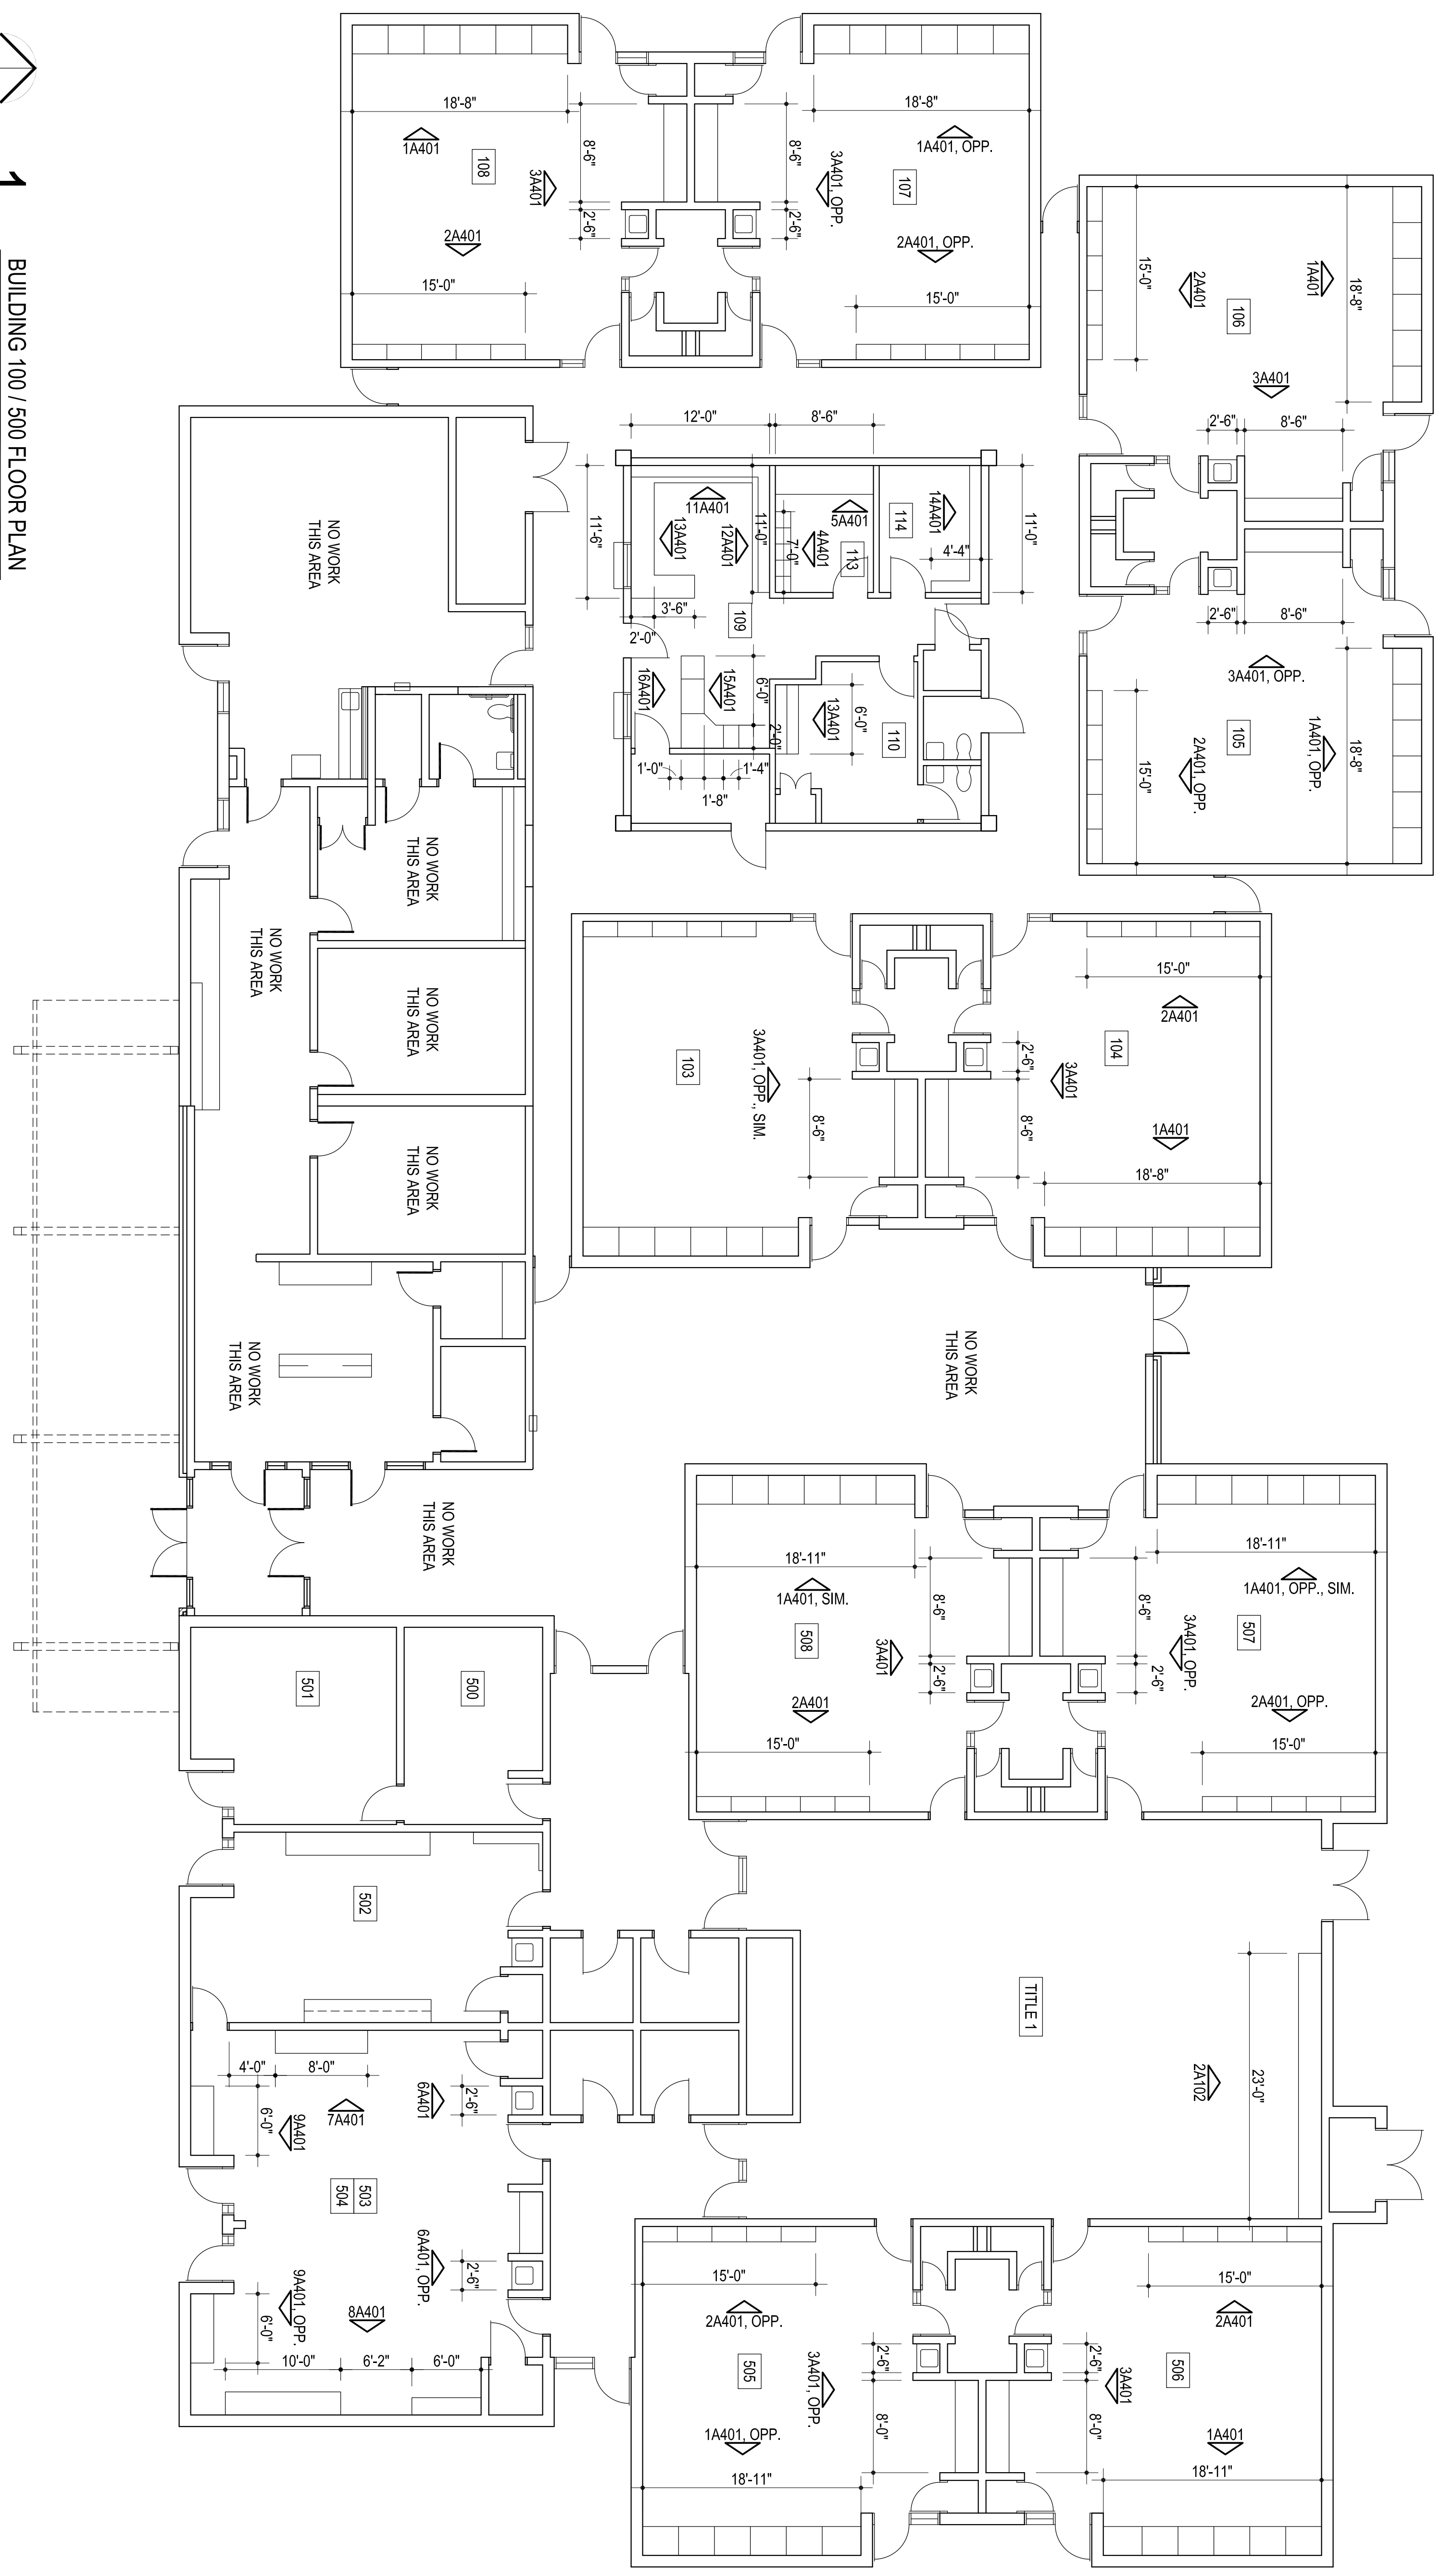 18'-8"
1A401
108
3A401
8'-6"
2'-6"
2A401
15'-0"
18'-8"
1A401, OPP.
8'-6"
3A401, OPP.
107
2'-6"
2A401, OPP.
15'-0"
15'-0"
2A401
1A401
18'-8"
106
3A401
2'-6"
8'-6"
2'-6"
8'-6"
3A401, OPP.
105
15'-0"
2A401, OPP.
1A401, OPP.
18'-8"
12'-0"
8'-6"
11'-6"
11A401
13A401
12A401
11'-0"
5A401
4A401
7'-0"
113
114
14A401
4'-4"
11'-0"
3'-6"
2'-0"
109
16A401
15A401
6'-0"
2'-0"
13A401
6'-0"
110
1'-0"
1'-4"
1'-8"
NO WORK
THIS AREA
NO WORK
THIS AREA
NO WORK
THIS AREA
NO WORK
THIS AREA
NO WORK
THIS AREA
NO WORK
THIS AREA
NO WORK
THIS AREA
NO WORK
THIS AREA
103
3A401, OPP., SIM.
8'-6"
15'-0"
2A401
104
2'-6"
3A401
8'-6"
1A401
18'-8"
18'-11"
1A401, SIM.
508
8'-6"
3A401
2'-6"
2A401
15'-0"
18'-11"
1A401, OPP., SIM.
507
8'-6"
3A401, OPP.
2'-6"
2A401, OPP.
15'-0"
501
500
502
TITLE 1
2A102
23'-0"
4'-0"
8'-0"
6'-0"
9A401
7A401
6A401
2'-6"
503
504
6A401, OPP.
2'-6"
9A401, OPP.
6'-0"
8A401
10'-0"
6'-2"
6'-0"
15'-0"
2A401, OPP.
505
3A401, OPP.
2'-6"
8'-0"
1A401, OPP.
18'-11"
15'-0"
2A401
506
2'-6"
3A401
8'-0"
1A401
18'-11"
1
BUILDING 100 / 500 FLOOR PLAN